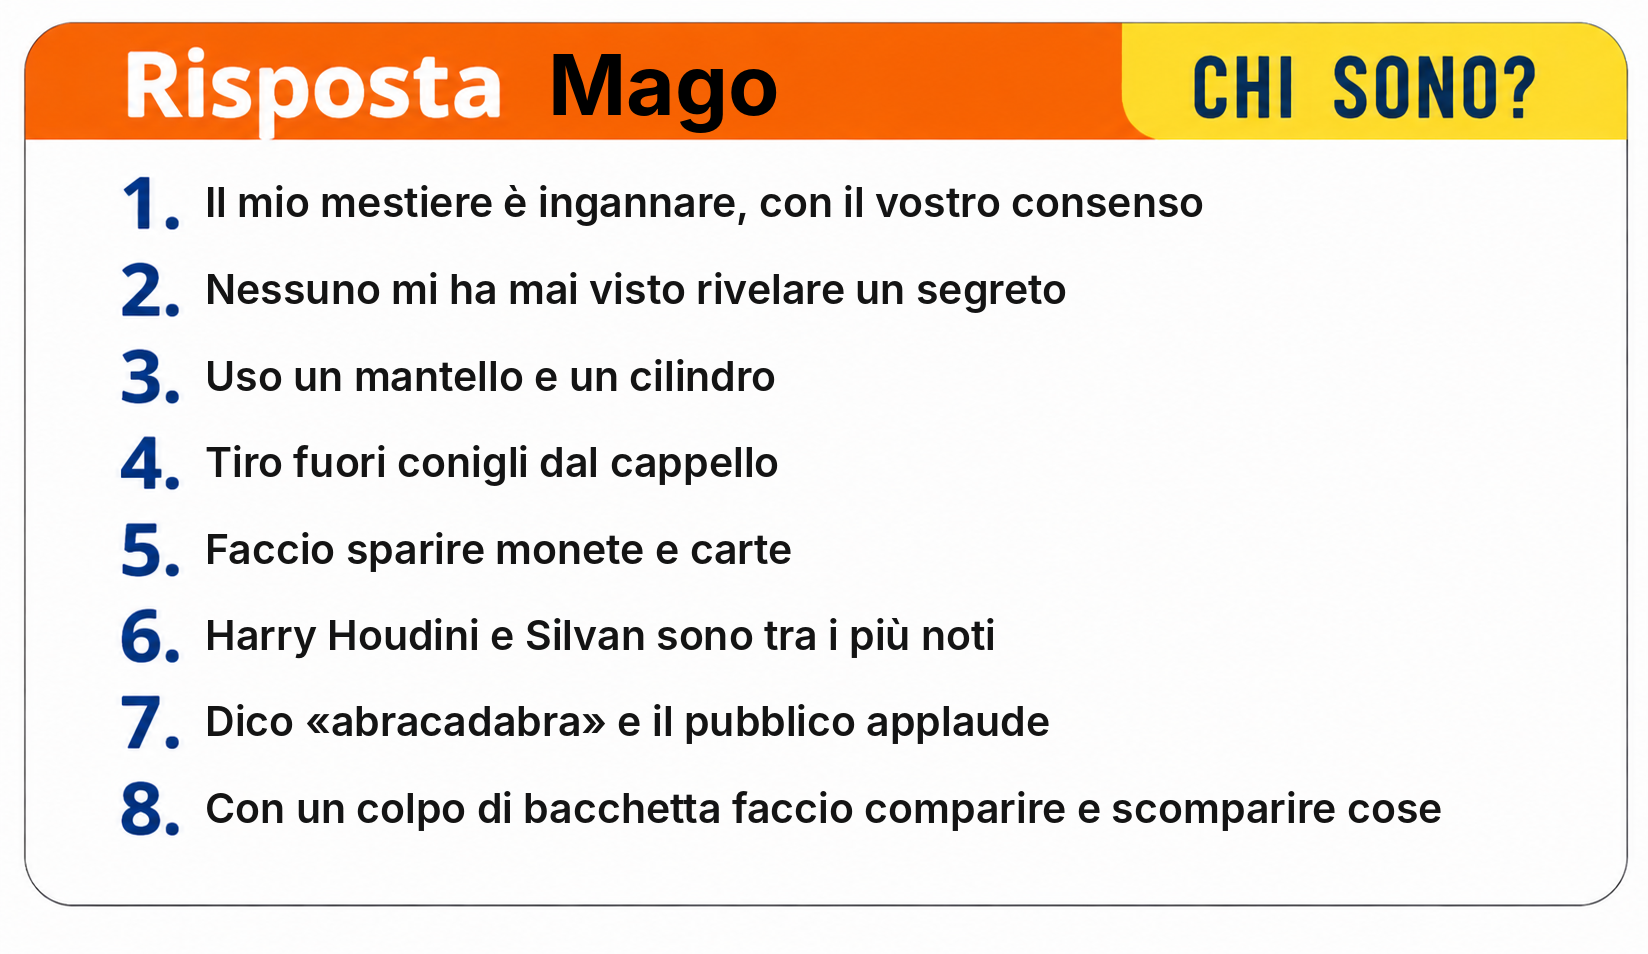 Risposta Mago CHI SONO?
1. Il mio mestiere è ingannare, con il vostro consenso
2. Nessuno mi ha mai visto rivelare un segreto
3. Uso un mantello e un cilindro
4. Tiro fuori conigli dal cappello
5. Faccio sparire monete e carte
6. Harry Houdini e Silvan sono tra i più noti
7. Dico «abracadabra» e il pubblico applaude
8. Con un colpo di bacchetta faccio comparire e scomparire cose